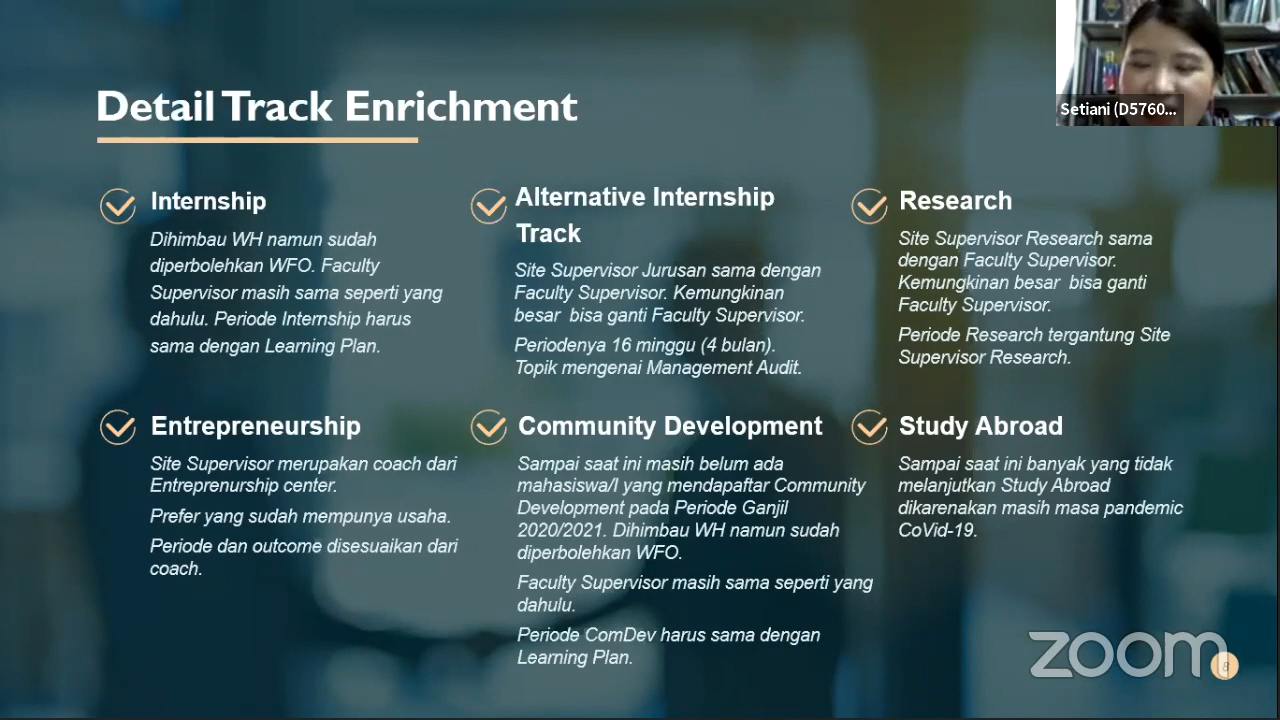 Detail Track Enrichment
Setiani (D5760...
Internship
Dihimbau WH namun sudah
diperbolehkan WFO. Faculty
Supervisor masih sama seperti yang
dahulu. Periode Internship harus
sama dengan Learning Plan.
Alternative Internship
Track
Site Supervisor Jurusan sama dengan
Faculty Supervisor. Kemungkinan
besar bisa ganti Faculty Supervisor.
Periodenya 16 minggu (4 bulan).
Topik mengenai Management Audit.
Research
Site Supervisor Research sama
dengan Faculty Supervisor.
Kemungkinan besar bisa ganti
Faculty Supervisor.
Periode Research tergantung Site
Supervisor Research.
Entrepreneurship
Site Supervisor merupakan coach dari
Entreprenurship center.
Prefer yang sudah mempunya usaha.
Periode dan outcome disesuaikan dari
coach.
Community Development
Sampai saat ini masih belum ada
mahasiswa/I yang mendapaftar Community
Development pada Periode Ganjil
2020/2021. Dihimbau WH namun sudah
diperbolehkan WFO.
Faculty Supervisor masih sama seperti yang
dahulu.
Periode ComDev harus sama dengan
Learning Plan.
Study Abroad
Sampai saat ini banyak yang tidak
melanjutkan Study Abroad
dikarenakan masih masa pandemic
CoVid-19.
zoom
8